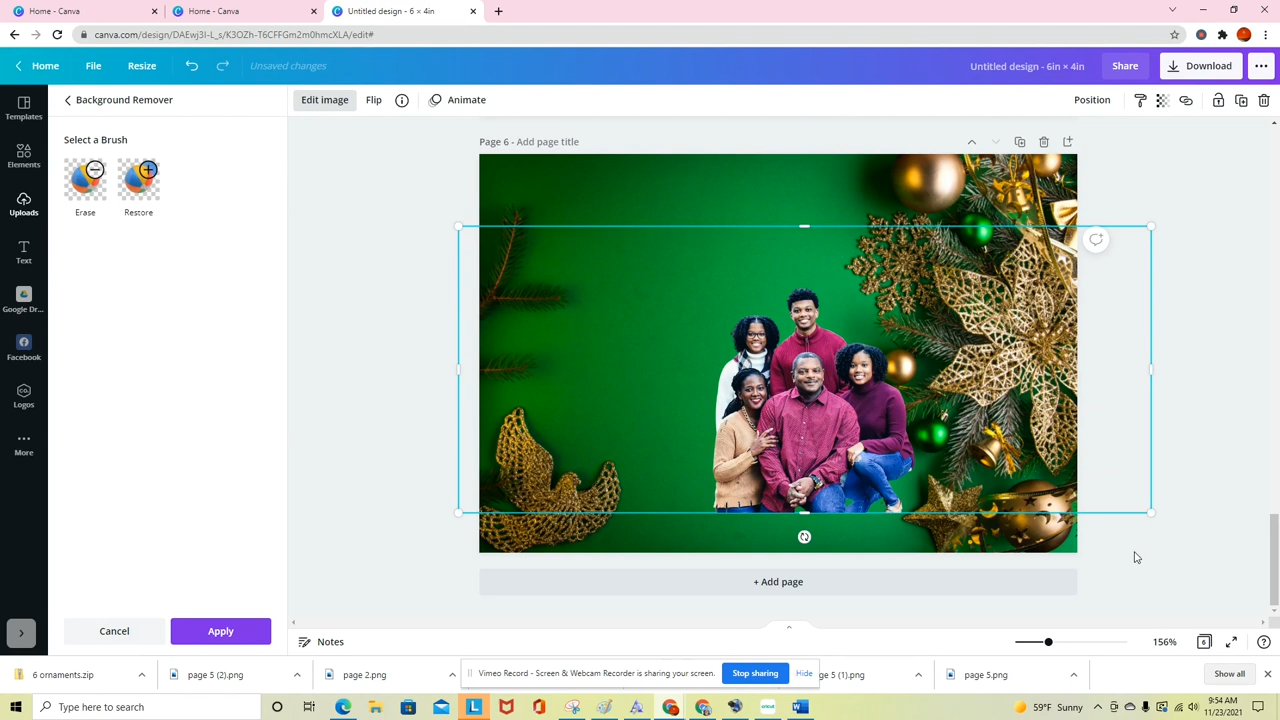 Home - Canva
Home - Canva
Untitled design - 6 × 4in
canva.com/design/DAEwj3I-L_s/K3OZh-T6CFFGm2m0hmcXLA/edit#
Home
File
Resize
Unsaved changes
Untitled design - 6in × 4in
Share
Download
Templates
Elements
Uploads
Text
Google Dr...
Facebook
Logos
More
Background Remover
Select a Brush
Erase
Restore
Cancel
Apply
Edit image
Flip
Animate
Position
Page 6 - Add page title
+ Add page
Notes
156%
6
6 ornaments.zip
page 5 (2).png
page 2.png
Vimeo Record - Screen & Webcam Recorder is sharing your screen.
Stop sharing
Hide
5 (1).png
page 5.png
Show all
Type here to search
59°F Sunny
9:54 AM
11/23/2021